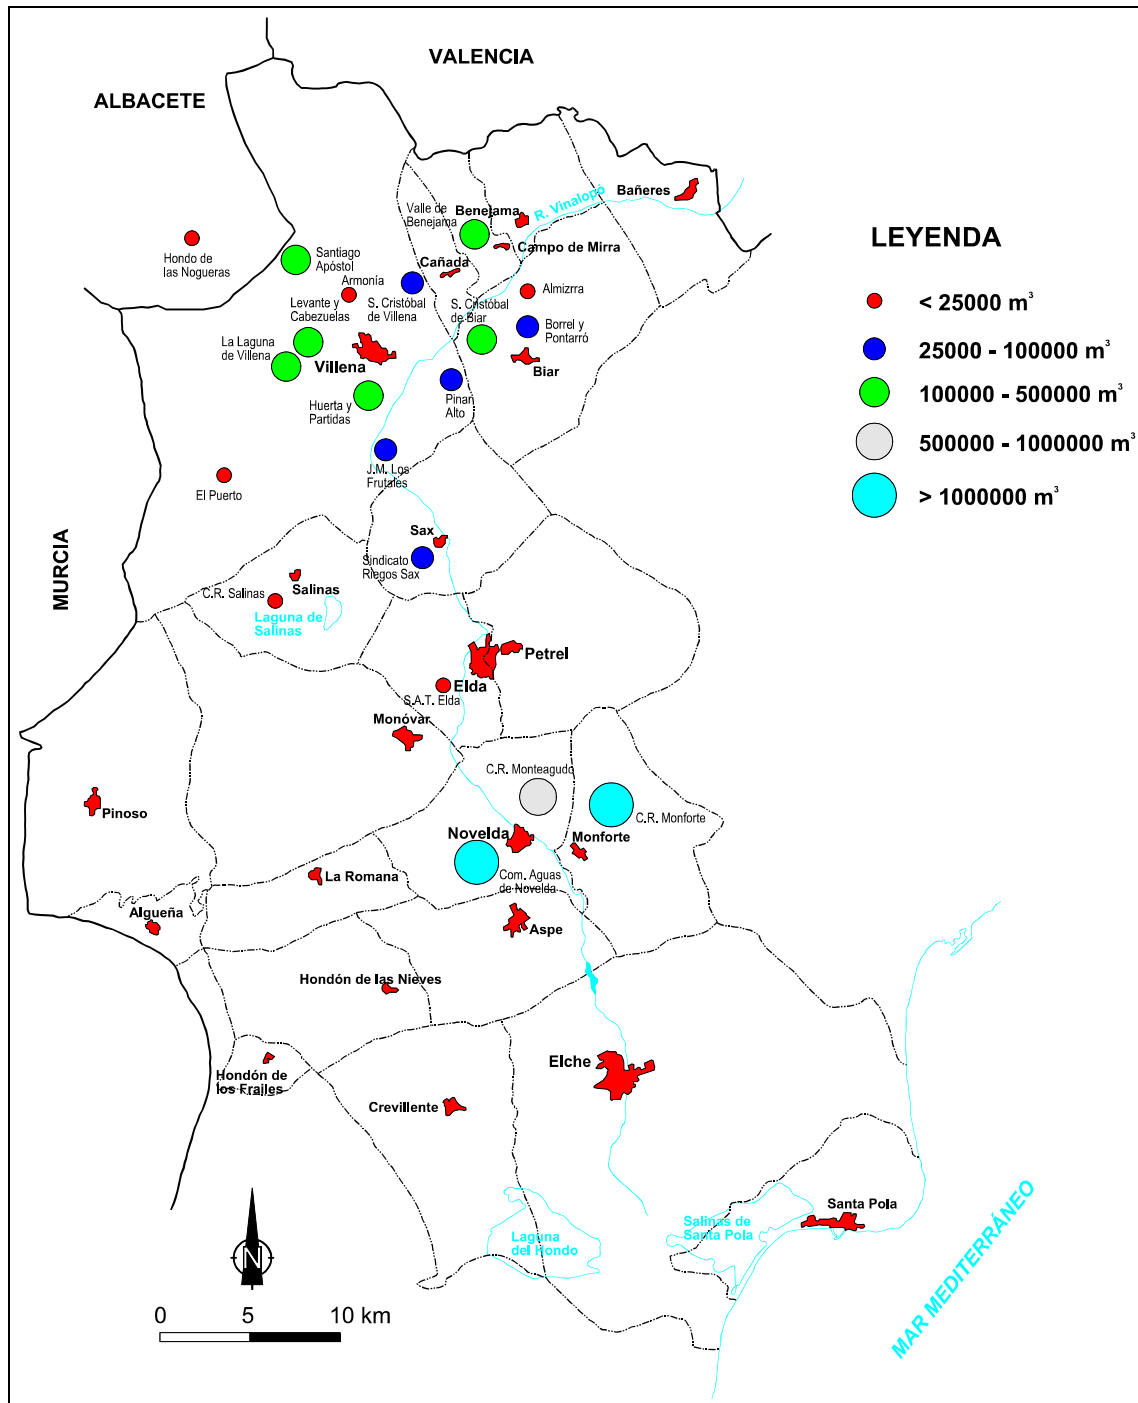 VALENCIA
ALBACETE
Bañeres
R. Vinalopó
Valle de
Benejama
Benejama
Campo de Mirra
Hondo de
las Nogueras
Santiago
Apóstol
Cañada
Armonía
Levante y
Cabezuelas
S. Cristóbal
de Villena
S. Cristóbal
de Biar
Almizrra
Borrel y
Pontarró
La Laguna
de Villena
Villena
Biar
Huerta y
Partidas
Pinar
Alto
J.M. Los
Frutales
El Puerto
LEYENDA
< 25000 m³
25000 - 100000 m³
100000 - 500000 m³
500000 - 1000000 m³
> 1000000 m³
MURCIA
Sax
Sindicato
Riegos Sax
Salinas
C.R. Salinas
Laguna de
Salinas
Petrel
Elda
S.A.T. Elda
Monóvar
C.R. Monteagudo
C.R. Monforte
Pinoso
Novelda
Monforte
La Romana
Com. Aguas
de Novelda
Algueña
Aspe
Hondón de las Nieves
Elche
Hondón de
los Frailes
Crevillente
Santa Pola
Salinas de
Santa Pola
Laguna
del Hondo
MAR MEDITERRÁNEO
N
0 5 10 km